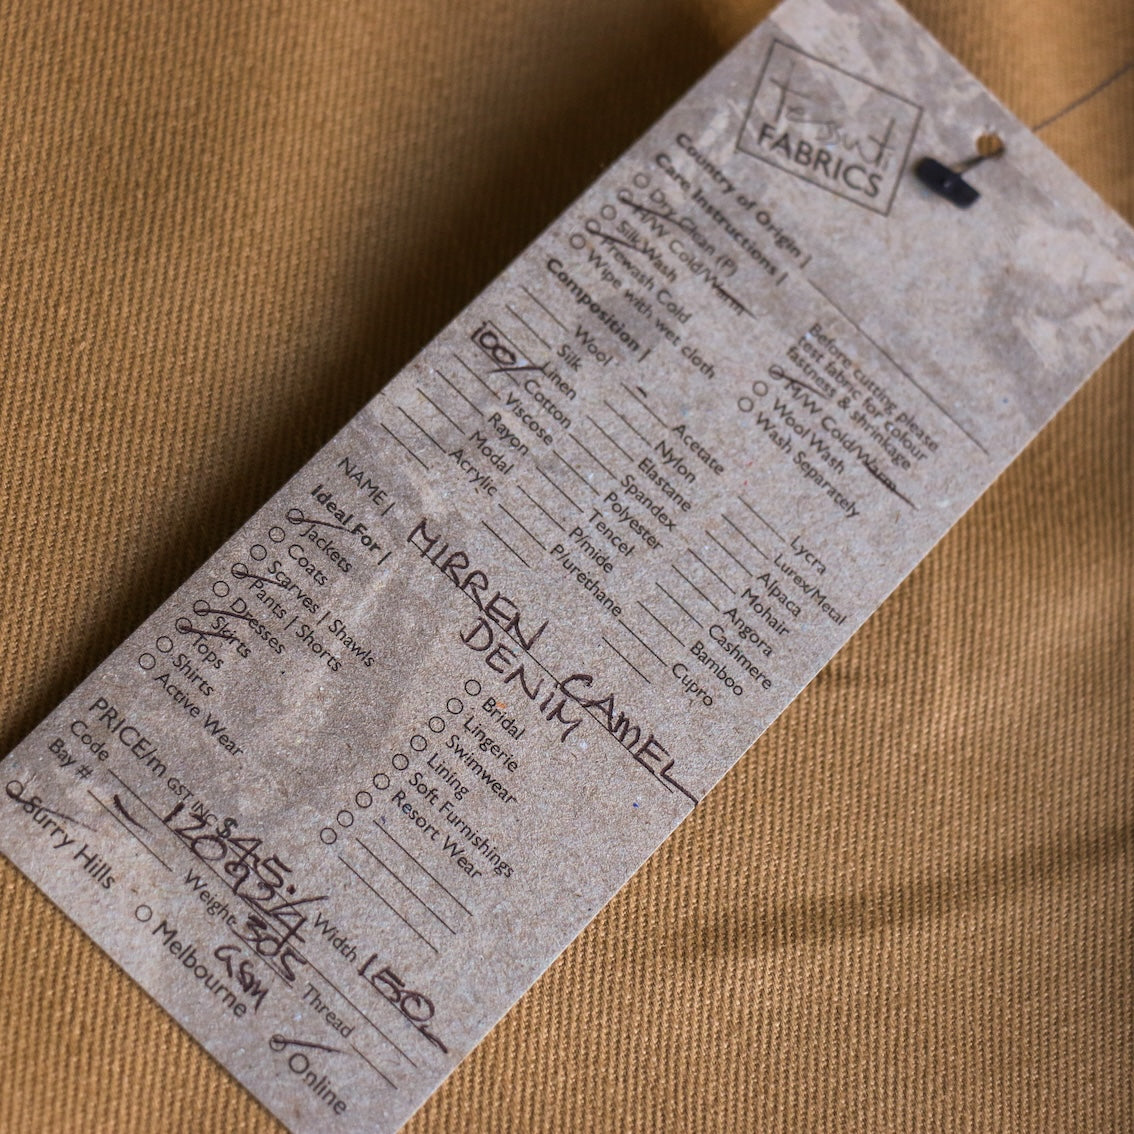 tessuti
FABRICS
Country of Origin |
Care Instructions |
Before cutting please
test fabric for colour
fastness & shrinkage
Dry Clean (P)
M/W Cold/Warm
H/W Cold/Warm
Wool Wash
Silk Wash
Wash Separately
Prewash Cold
Wipe with wet cloth
Composition |
Wool
Acetate
Lycra
Silk
Nylon
Lurex/Metal
Linen
Elastane
Alpaca
100% Cotton
Spandex
Mohair
Viscose
Polyester
Angora
Rayon
Tencel
Cashmere
Modal
P/mide
Bamboo
Acrylic
P/urethane
Cupro
NAME | MIRREN CAMEL
DENIM
Ideal For |
Jackets
Bridal
Coats
Lingerie
Scarves | Shawls
Swimwear
Pants | Shorts
Lining
Dresses
Soft Furnishings
Skirts
Resort Wear
Tops
Shirts
Active Wear
PRICE/m GST INC $45.
Width 150
Code
Weight 305
GSM
Bay #
Thread
Surry Hills
Melbourne
Online